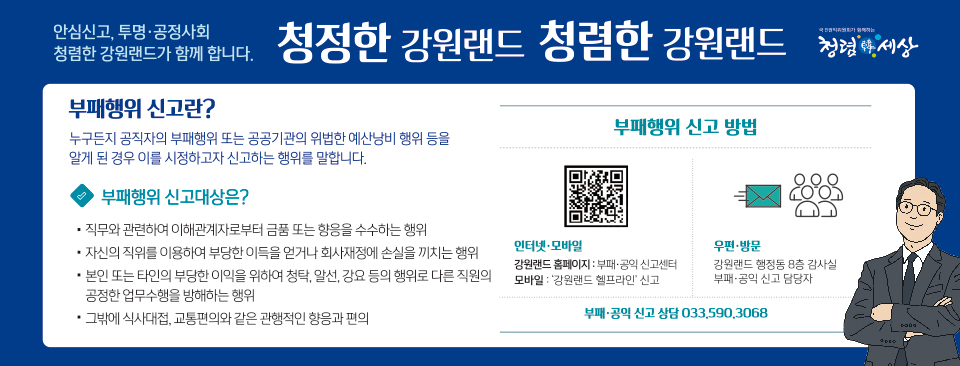 안심신고, 투명·공정사회
청렴한 강원랜드가 함께 합니다.
청정한 강원랜드 청렴한 강원랜드
국민권익위원회가 함께하는
청렴韓세상
부패행위 신고란?
누구든지 공직자의 부패행위 또는 공공기관의 위법한 예산낭비 행위 등을
알게 된 경우 이를 시정하고자 신고하는 행위를 말합니다.
부패행위 신고대상은?
• 직무와 관련하여 이해관계자로부터 금품 또는 향응을 수수하는 행위
• 자신의 직위를 이용하여 부당한 이득을 얻거나 회사재정에 손실을 끼치는 행위
• 본인 또는 타인의 부당한 이익을 위하여 청탁, 알선, 강요 등의 행위로 다른 직원의
공정한 업무수행을 방해하는 행위
• 그밖에 식사대접, 교통편의와 같은 관행적인 향응과 편의
부패행위 신고 방법
인터넷·모바일
강원랜드 홈페이지 : 부패·공익 신고센터
모바일 : '강원랜드 헬프라인' 신고
우편·방문
강원랜드 행정동 8층 감사실
부패·공익 신고 담당자
부패·공익 신고 상담 033.590.3068